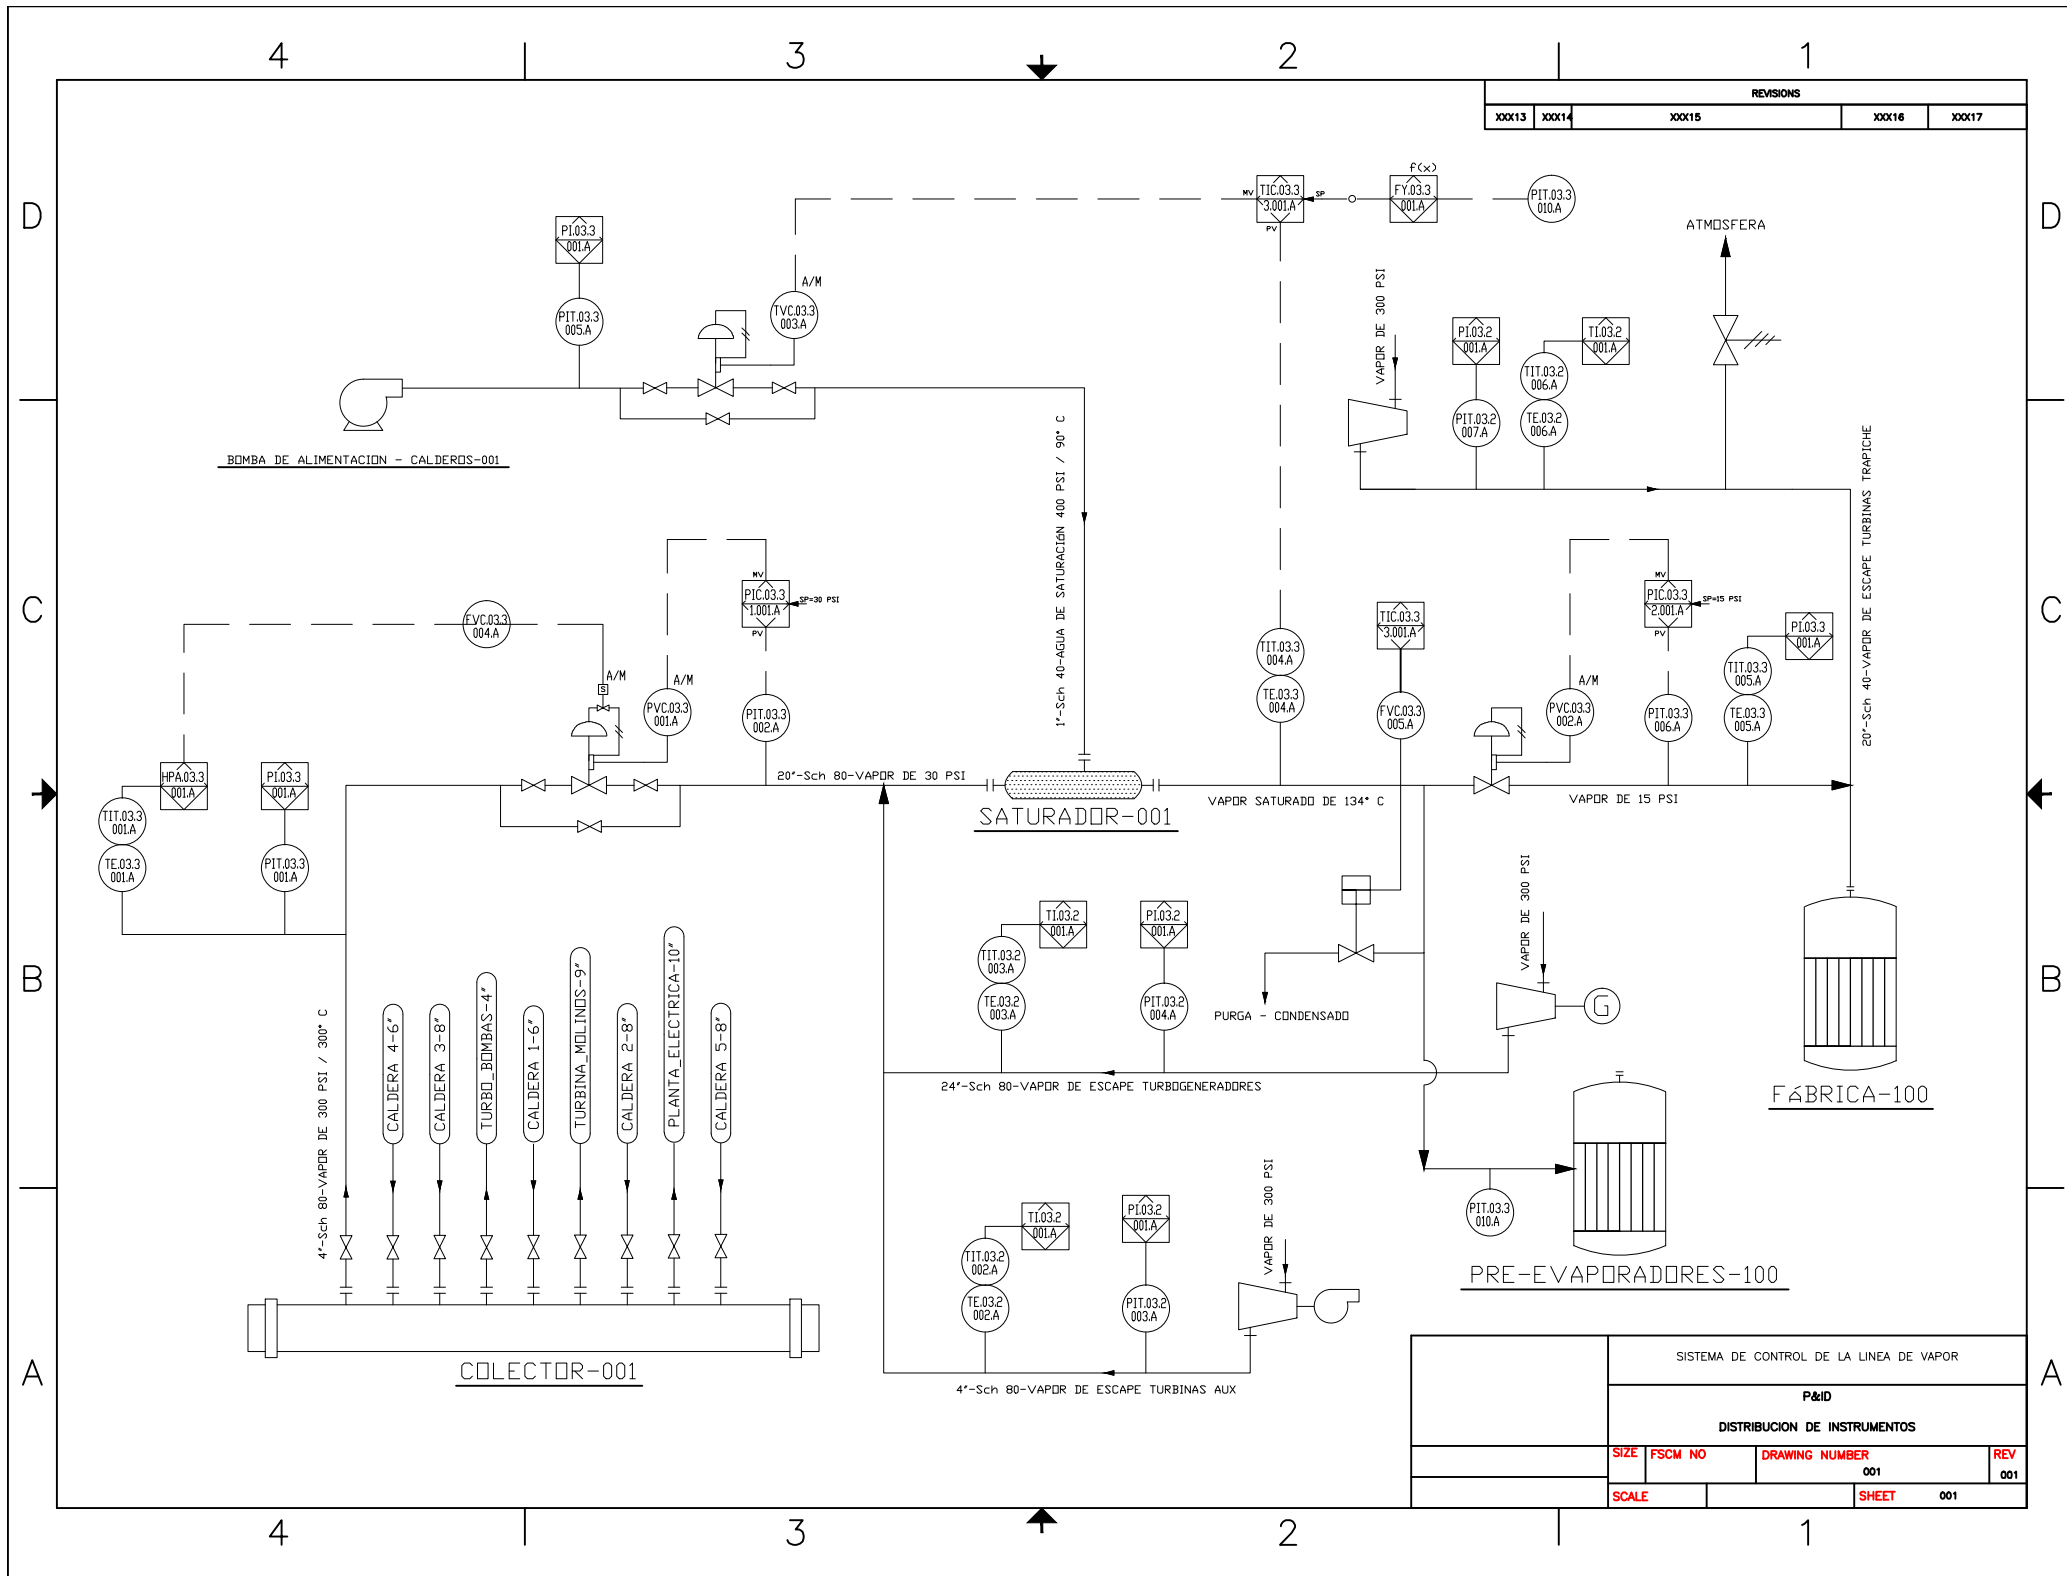 4
3
2
1
REVISIONS
XXX13
XXX14
XXX15
XXX16
XXX17
D
D
f(x)
MV
TIC.03.3
3.001.A
SP
PV
FY.03.3
001.A
PIT.03.3
010.A
ATMOSFERA
PI.03.3
001.A
PIT.03.3
005.A
A/M
TVC.03.3
003.A
VAPOR DE 300 PSI
PI.03.2
001.A
TI.03.2
001.A
TIT.03.2
006.A
PIT.03.2
007.A
TE.03.2
006.A
BOMBA DE ALIMENTACION - CALDEROS-001
1"-Sch 40-AGUA DE SATURACIÓN 400 PSI / 90° C
20"-Sch 40-VAPOR DE ESCAPE TURBINAS TRAPICHE
C
C
MV
PIC.03.3
1.001.A
SP=30 PSI
PV
FVC.03.3
004.A
A/M
S
A/M
PVC.03.3
001.A
PIT.03.3
002.A
TIT.03.3
004.A
TE.03.3
004.A
TIC.03.3
3.001.A
FVC.03.3
005.A
MV
PIC.03.3
2.001.A
SP=15 PSI
PV
A/M
PVC.03.3
002.A
PIT.03.3
006.A
PI.03.3
001.A
TIT.03.3
005.A
TE.03.3
005.A
HPA.03.3
001.A
PI.03.3
001.A
TIT.03.3
001.A
TE.03.3
001.A
PIT.03.3
001.A
20"-Sch 80-VAPOR DE 30 PSI
SATURADOR-001
VAPOR SATURADO DE 134° C
VAPOR DE 15 PSI
B
B
4"-Sch 80-VAPOR DE 300 PSI / 300° C
CALDERA 4-6"
CALDERA 3-8"
TURBO_BOMBAS-4"
CALDERA 1-6"
TURBINA_MOLINOS-9"
CALDERA 2-8"
PLANTA_ELECTRICA-10"
CALDERA 5-8"
TI.03.2
001.A
PI.03.2
001.A
TIT.03.2
003.A
TE.03.2
003.A
PIT.03.2
004.A
PURGA - CONDENSADO
VAPOR DE 300 PSI
G
24"-Sch 80-VAPOR DE ESCAPE TURBOGENERADORES
FáBRICA-100
TI.03.2
001.A
PI.03.2
001.A
TIT.03.2
002.A
TE.03.2
002.A
PIT.03.2
003.A
VAPOR DE 300 PSI
PIT.03.3
010.A
PRE-EVAPORADORES-100
4"-Sch 80-VAPOR DE ESCAPE TURBINAS AUX
COLECTOR-001
A
A
SISTEMA DE CONTROL DE LA LINEA DE VAPOR
P&ID
DISTRIBUCION DE INSTRUMENTOS
SIZE
FSCM NO
DRAWING NUMBER
001
REV
001
SCALE
SHEET
001
4
3
2
1